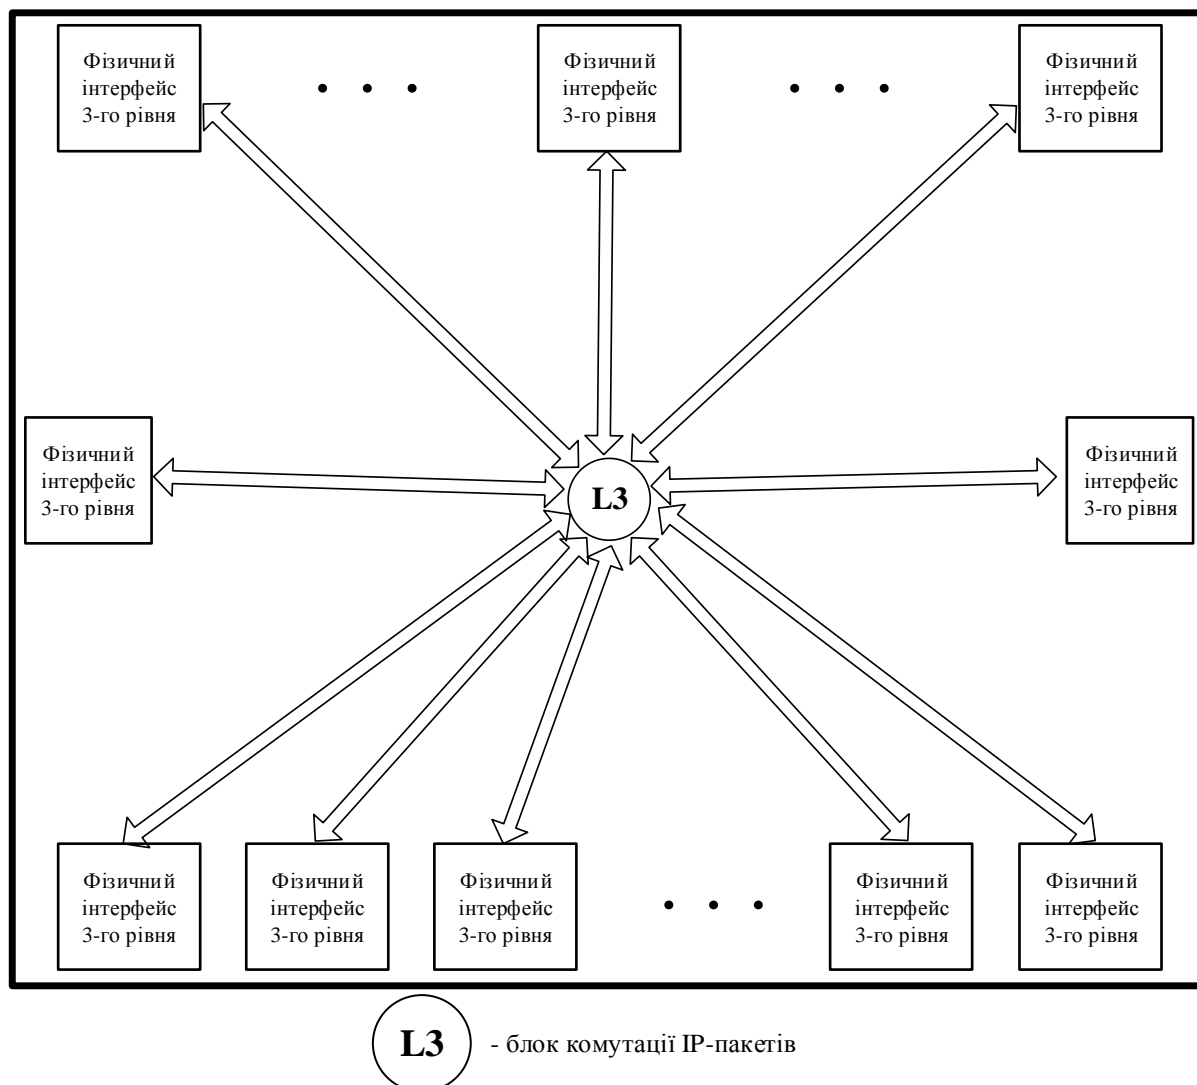 Фізичний
інтерфейс
3-го рівня
Фізичний
інтерфейс
3-го рівня
Фізичний
інтерфейс
3-го рівня
Фізичний
інтерфейс
3-го рівня
L3
Фізичний
інтерфейс
3-го рівня
Фізичний
інтерфейс
3-го рівня
Фізичний
інтерфейс
3-го рівня
Фізичний
інтерфейс
3-го рівня
Фізичний
інтерфейс
3-го рівня
Фізичний
інтерфейс
3-го рівня
L3 - блок комутації IP-пакетів